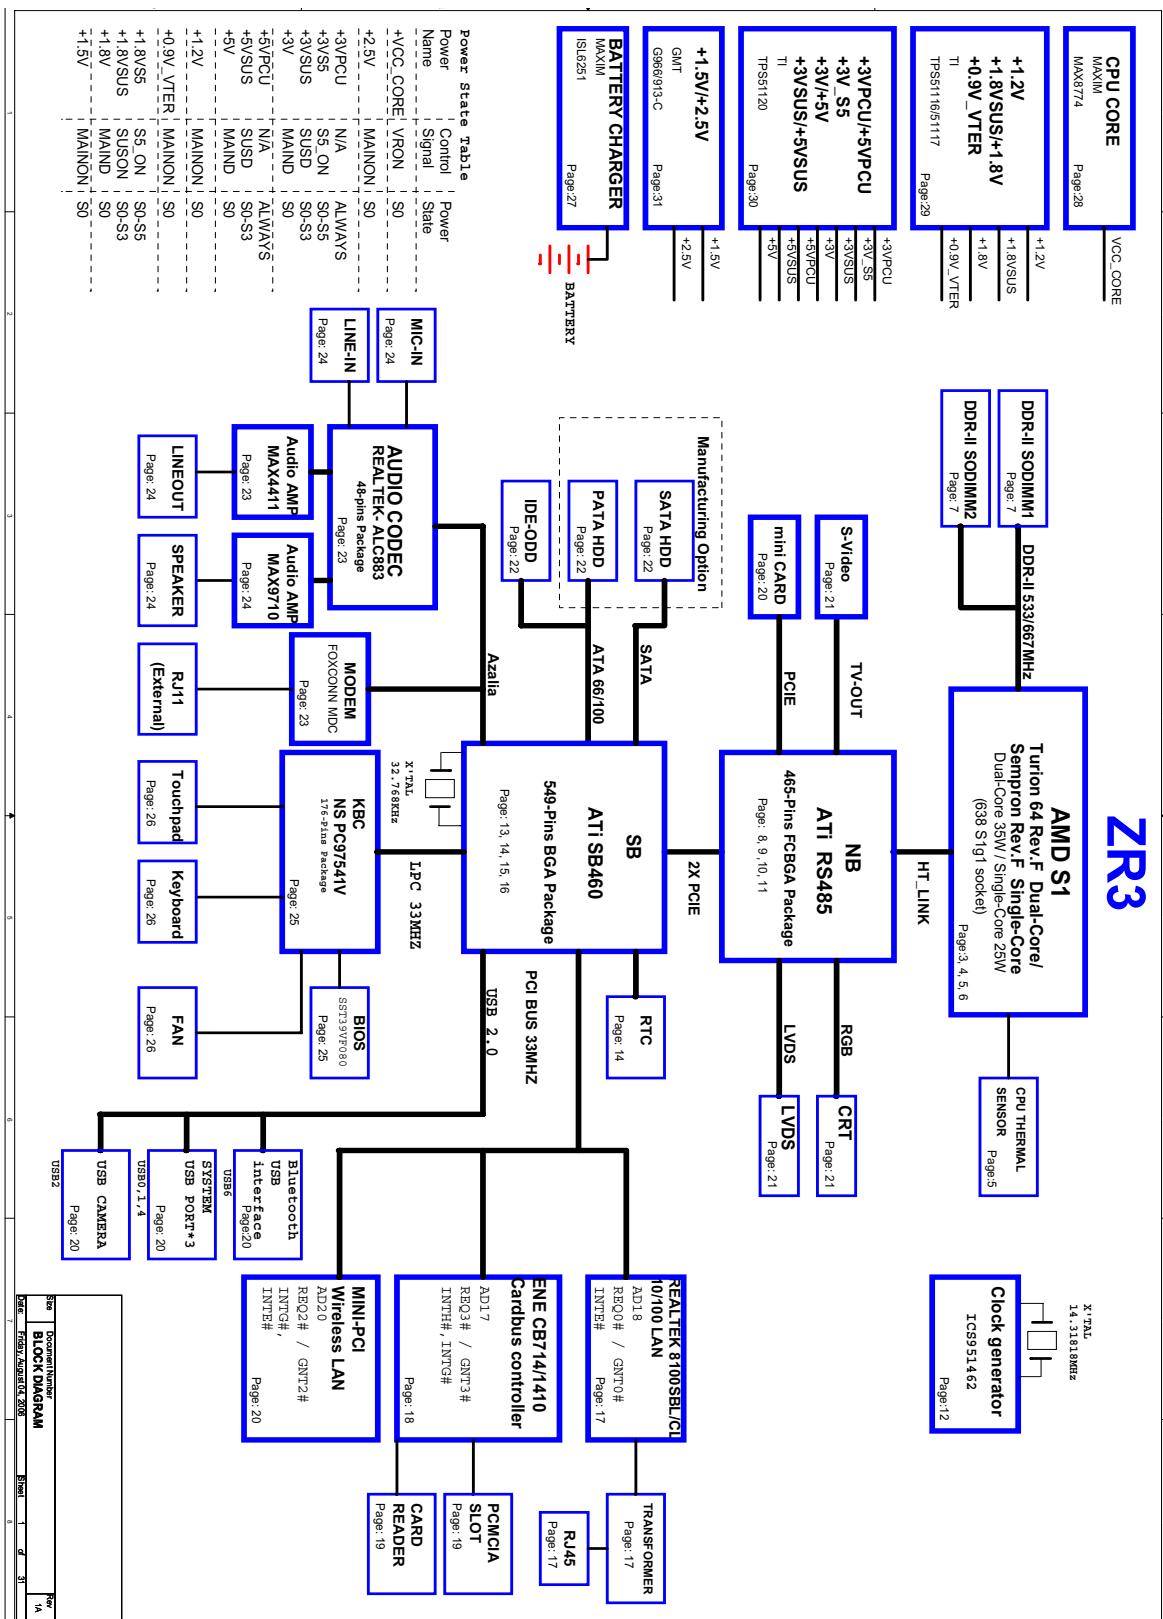 ZR3
CPU CORE
MAXIM
MAX8774
Page:28
VCC_CORE
+1.2V
+1.8VSUS/+1.8V
+0.9V_VTER
TI
TPS51116/51117
Page:29
+1.2V
+1.8VSUS
+1.8V
+0.9V_VTER
+3VPCU/+5VPCU
+3V_S5
+3V/+5V
+3VSUS/+5VSUS
TI
TPS51120
Page:30
+3VPCU
+3V_S5
+3VSUS
+3V
+5VPCU
+5VSUS
+5V
+1.5V/+2.5V
GMT
G966/913-C
Page:31
+1.5V
+2.5V
BATTERY CHARGER
MAXIM
ISL6251
Page:27
BATTERY
Power State Table
Power Name Control Signal Power State
+VCC_CORE VRON S0
+2.5V MAINON S0
+3VPCU N/A ALWAYS
+3VS5 S5_ON S0-S5
+3VSUS SUSD S0-S3
+3V MAIND S0
+5VPCU N/A ALWAYS
+5VSUS SUSD S0-S3
+5V MAIND S0
+1.2V MAINON S0
+0.9V_VTER MAINON S0
+1.8VS5 S5_ON S0-S5
+1.8VSUS SUSON S0-S3
+1.8V MAIND S0
+1.5V MAINON S0
DDR-II SODIMM1
Page: 7
DDR-II SODIMM2
Page: 7
DDR-II 533/667MHz
AMD S1
Turion 64 Rev.F Dual-Core/
Sempron Rev.F Single-Core
Dual-Core 35W / Single-Core 25W
(638 S1g1 socket)
Page:3, 4, 5, 6
CPU THERMAL
SENSOR
Page:5
X'TAL
14.31818MHz
Clock generator
ICS951462
Page:12
HT_LINK
S-Video
Page: 21
TV-OUT
mini CARD
Page: 20
PCIE
NB
ATi RS485
465-Pins FCBGA Package
Page: 8, 9, 10, 11
RGB
CRT
Page: 21
LVDS
LVDS
Page: 21
2X PCIE
Manufacturing Option
SATA HDD
Page: 22
SATA
PATA HDD
Page: 22
ATA 66/100
IDE-ODD
Page: 22
SB
ATi SB460
549-Pins BGA Package
Page: 13, 14, 15, 16
RTC
Page: 14
Azalia
X'TAL
32.768KHz
LPC 33MHZ
PCI BUS 33MHZ
USB 2.0
MIC-IN
Page: 24
LINE-IN
Page: 24
AUDIO CODEC
REALTEK- ALC883
48-pins Package
Page: 23
Audio AMP
MAX4411
Page: 23
LINEOUT
Page: 24
Audio AMP
MAX9710
Page: 24
SPEAKER
Page: 24
MODEM
FOXCONN MDC
Page: 23
RJ11
(External)
KBC
NS PC97541V
176-Pins Package
Page: 25
Touchpad
Page: 26
Keyboard
Page: 26
BIOS
SST39VF080
Page: 25
FAN
Page: 26
Bluetooth
USB
interface
Page:20
USB6
SYSTEM
USB PORT*3
Page: 20
USB0,1,4
USB CAMERA
Page: 20
USB2
REALTEK 8100SBL/CL
10/100 LAN
AD18
REQ0# / GNT0#
INTE#
Page: 17
TRANSFORMER
Page: 17
RJ45
Page: 17
ENE CB714/1410
Cardbus controller
AD17
REQ3# / GNT3#
INTH#, INTG#
Page: 18
PCMCIA
SLOT
Page: 19
CARD
READER
Page: 19
MINI-PCI
Wireless LAN
AD20
REQ2# / GNT2#
INTG#,
INTE#
Page: 20
Size Document Number Rev
BLOCK DIAGRAM 1A
Date: Friday, August 04, 2006 Sheet 1 of 31
1
2
3
4
5
6
7
8